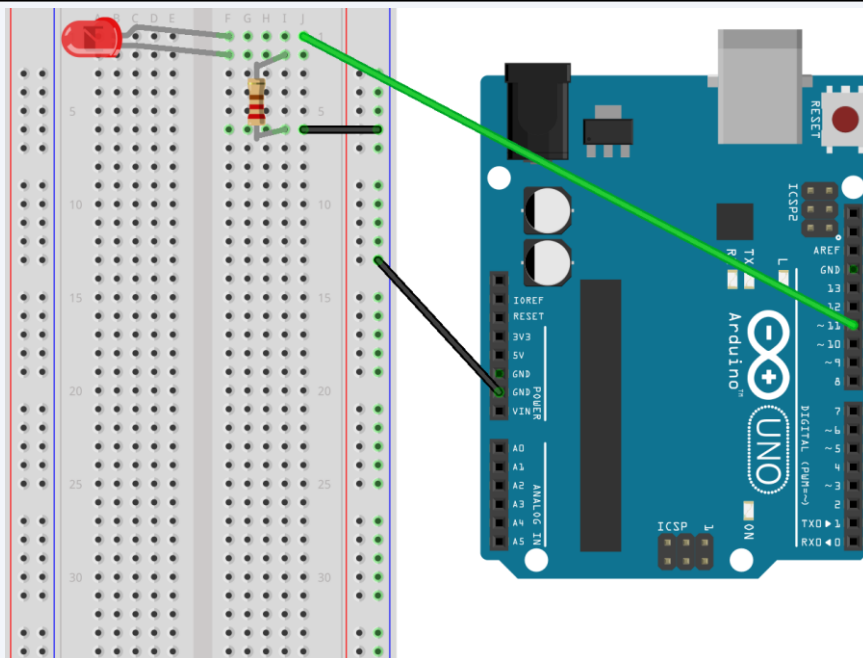 A B C D E F G H I J
1
5 5
10 10
15 15
20 20
25 25
30 30
RESET
ICSP2
AREF
GND
13
12
~11
~10
~9
8
7
~6
~5
4
~3
2
TX0▶1
RX0◀0
L
TX
R
IOREF
RESET
3V3
5V
GND
GND
VIN
POWER
A0
A1
A2
A3
A4
A5
ANALOG IN
Arduino™
UNO
DIGITAL (PWM=~)
ICSP
1
ON